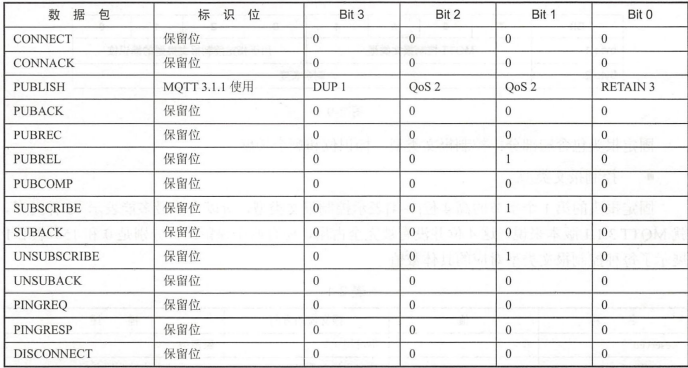 数 据 包 标 识 位 Bit 3 Bit 2 Bit 1 Bit 0
CONNECT 保留位 0 0 0 0
CONNACK 保留位 0 0 0 0
PUBLISH MQTT 3.1.1 使用 DUP 1 QoS 2 QoS 2 RETAIN 3
PUBACK 保留位 0 0 0 0
PUBREC 保留位 0 0 0 0
PUBREL 保留位 0 0 1 0
PUBCOMP 保留位 0 0 0 0
SUBSCRIBE 保留位 0 0 1 0
SUBACK 保留位 0 0 0 0
UNSUBSCRIBE 保留位 0 0 1 0
UNSUBACK 保留位 0 0 0 0
PINGREQ 保留位 0 0 0 0
PINGRESP 保留位 0 0 0 0
DISCONNECT 保留位 0 0 0 0